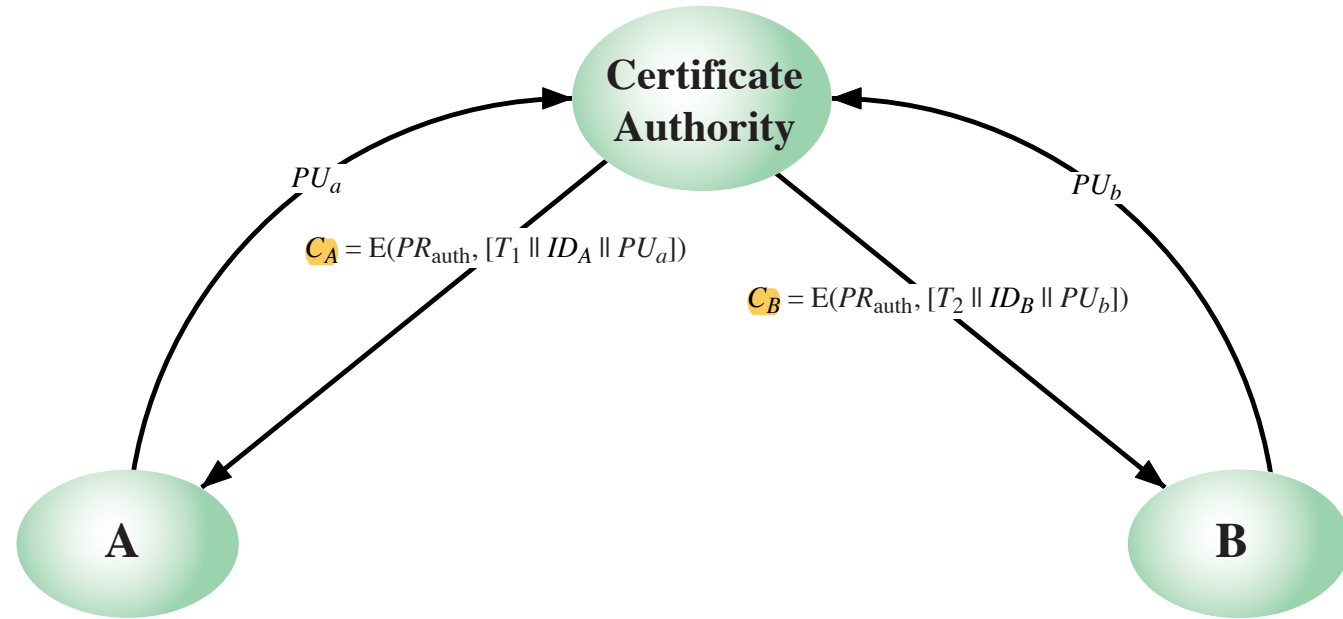 Certificate
Authority
PUa
PUb
CA = E(PRauth, [T1 || IDA || PUa])
CB = E(PRauth, [T2 || IDB || PUb])
A
B